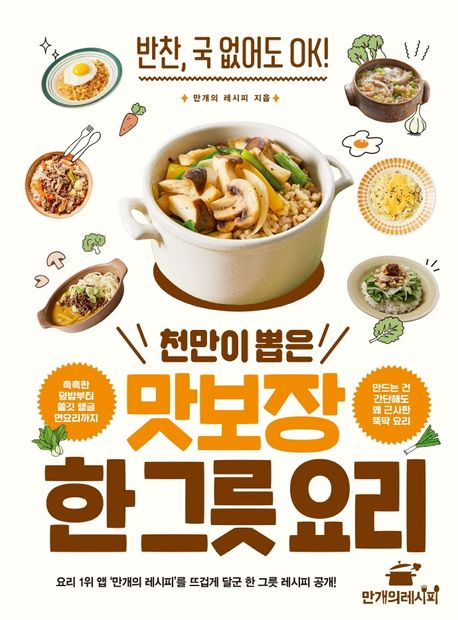 반찬, 국 없어도 OK!
만개의 레시피 지음
천만이 뽑은
맛보장
한 그릇 요리
촉촉한
덮밥부터
쫄깃 탱글
면요리까지
만드는 건
간단해도
꽤 근사한
뚝딱 요리
요리 1위 앱 '만개의 레시피'를 뜨겁게 달군 한 그릇 레시피 공개!
만개의레시피